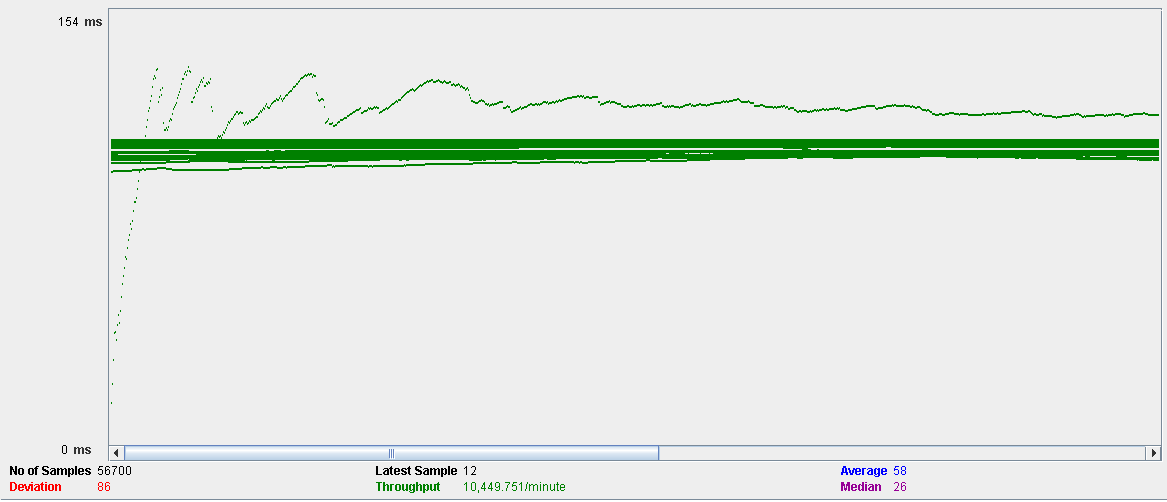 154 ms
0 ms
No of Samples 56700 Latest Sample 12 Average 58
Deviation 86 Throughput 10,449.751/minute Median 26